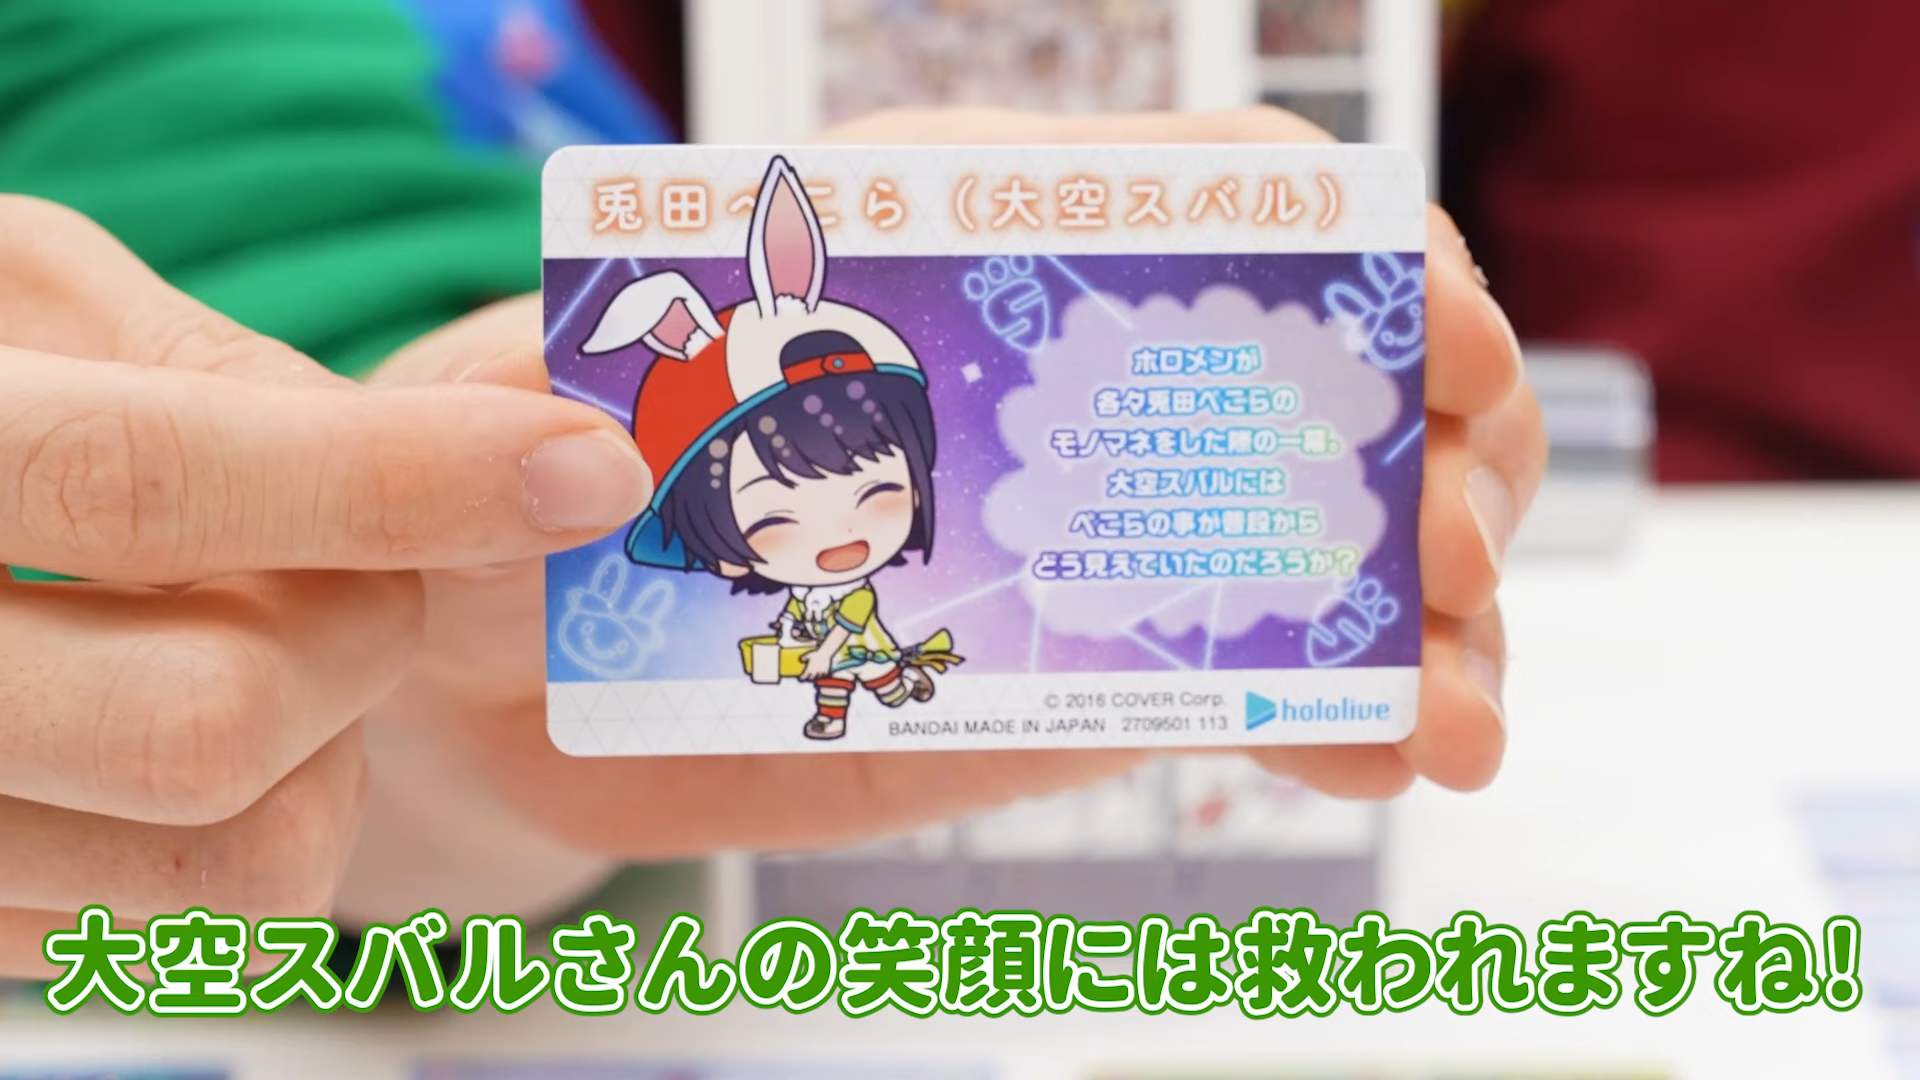 兎田ぺこら（大空スバル）
ホロメンが
各々兎田ぺこらの
モノマネをした際の一幕。
大空スバルには
ぺこらの事が普段から
どう見えていたのだろうか？
© 2016 COVER Corp.
BANDAI MADE IN JAPAN 2709501 113
hololive
大空スバルさんの笑顔には救われますね！